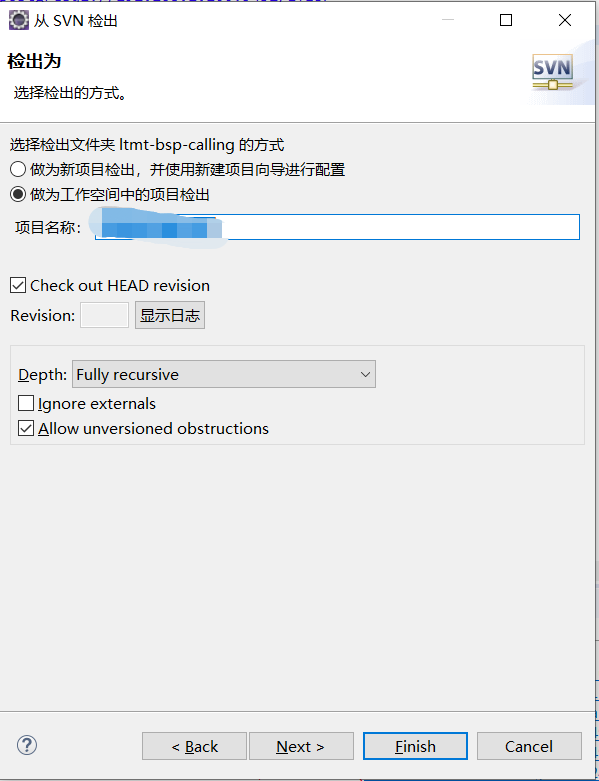 从 SVN 检出
检出为
选择检出的方式。
SVN
选择检出文件夹 ltmt-bsp-calling 的方式
做为新项目检出，并使用新建项目向导进行配置
做为工作空间中的项目检出
项目名称：
Check out HEAD revision
Revision: 显示日志
Depth: Fully recursive
Ignore externals
Allow unversioned obstructions
? < Back Next > Finish Cancel